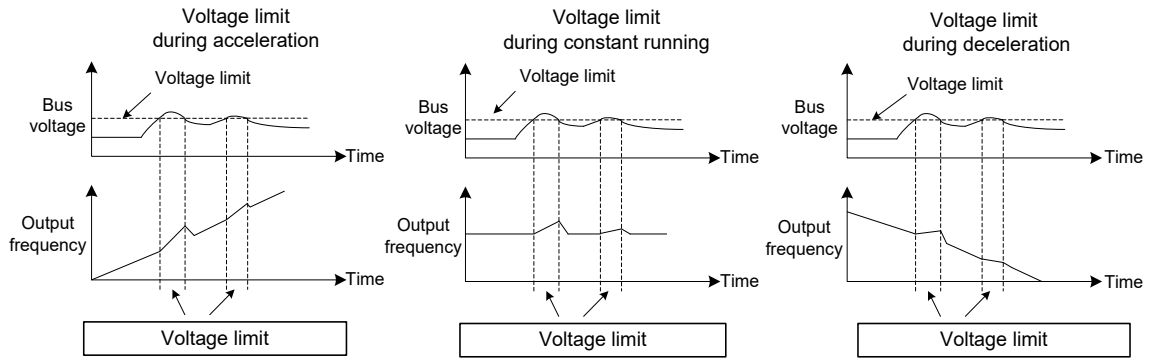 Voltage limit
during acceleration
Voltage limit
Bus
voltage
Time
Output
frequency
Time
Voltage limit
Voltage limit
during constant running
Voltage limit
Bus
voltage
Time
Output
frequency
Time
Voltage limit
Voltage limit
during deceleration
Voltage limit
Bus
voltage
Time
Output
frequency
Time
Voltage limit